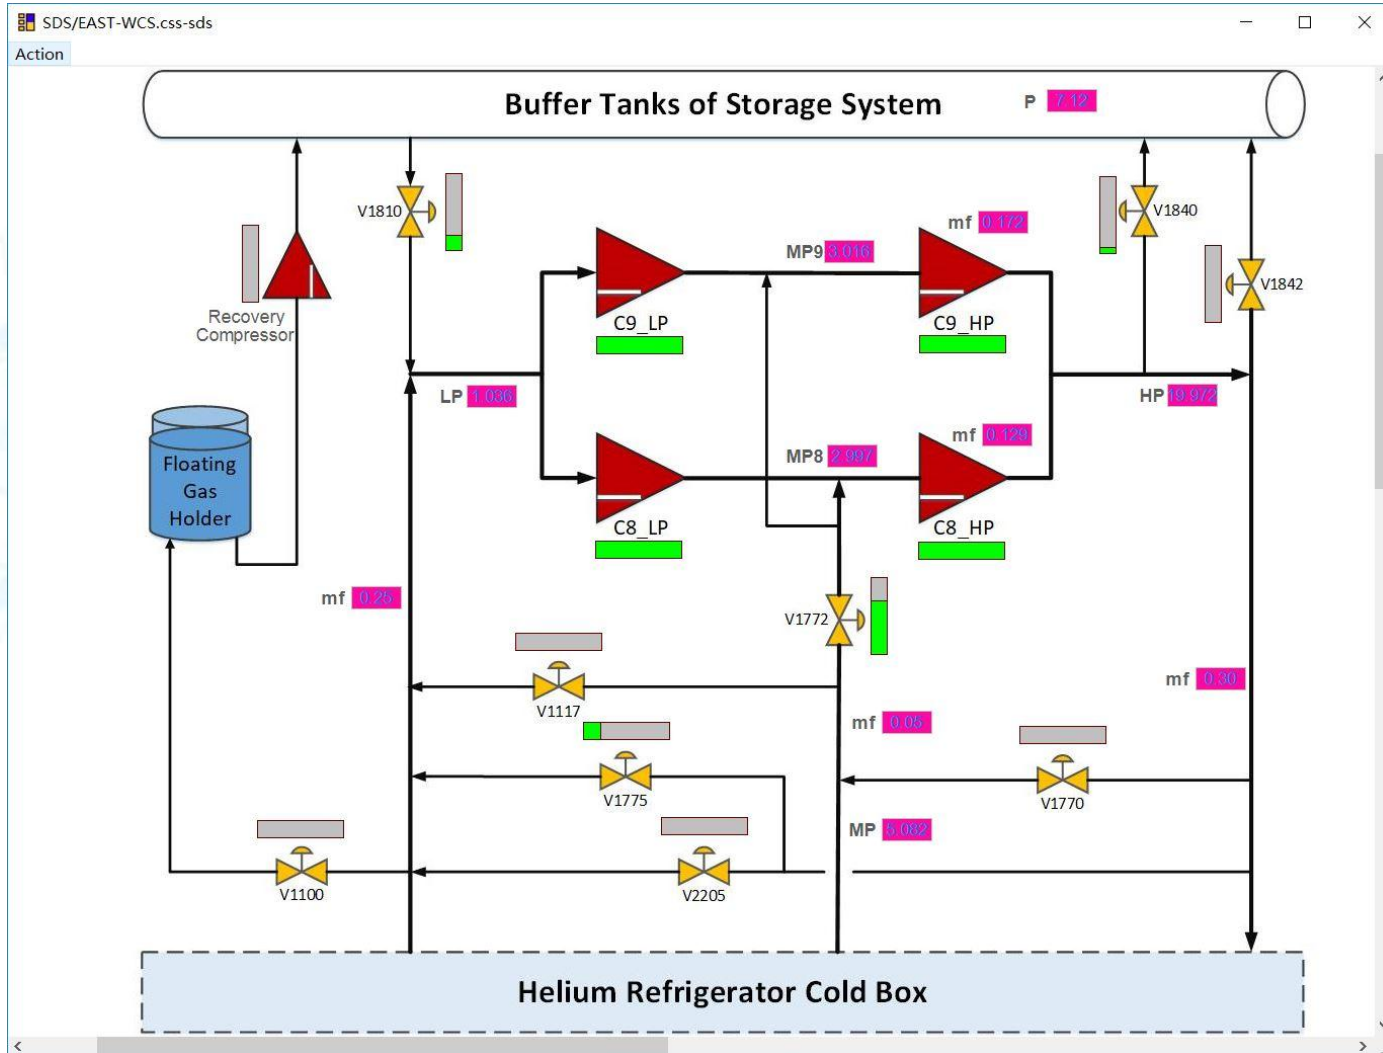 SDS/EAST-WCS.css-sds
Action
Buffer Tanks of Storage System
P 7.12
V1810
V1840
mf 0.172
MP9 3.016
V1842
Recovery
Compressor
C9_LP
C9_HP
LP 1.036
HP 19.972
mf 0.129
MP8 2.997
Floating
Gas
Holder
C8_LP
C8_HP
mf 0.25
V1772
mf 0.30
V1117
mf 0.05
V1775
V1770
MP 5.082
V1100
V2205
Helium Refrigerator Cold Box